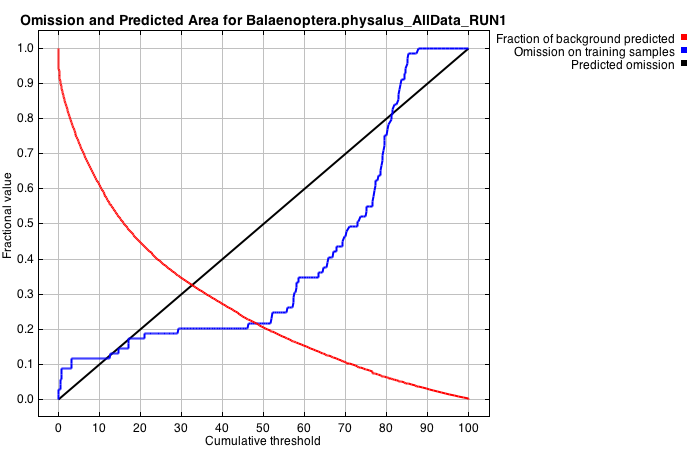 Omission and Predicted Area for Balaenoptera.physalus_AllData_RUN1
Fraction of background predicted
Omission on training samples
Predicted omission
Fractional value
1.0
0.9
0.8
0.7
0.6
0.5
0.4
0.3
0.2
0.1
0.0
0 10 20 30 40 50 60 70 80 90 100
Cumulative threshold